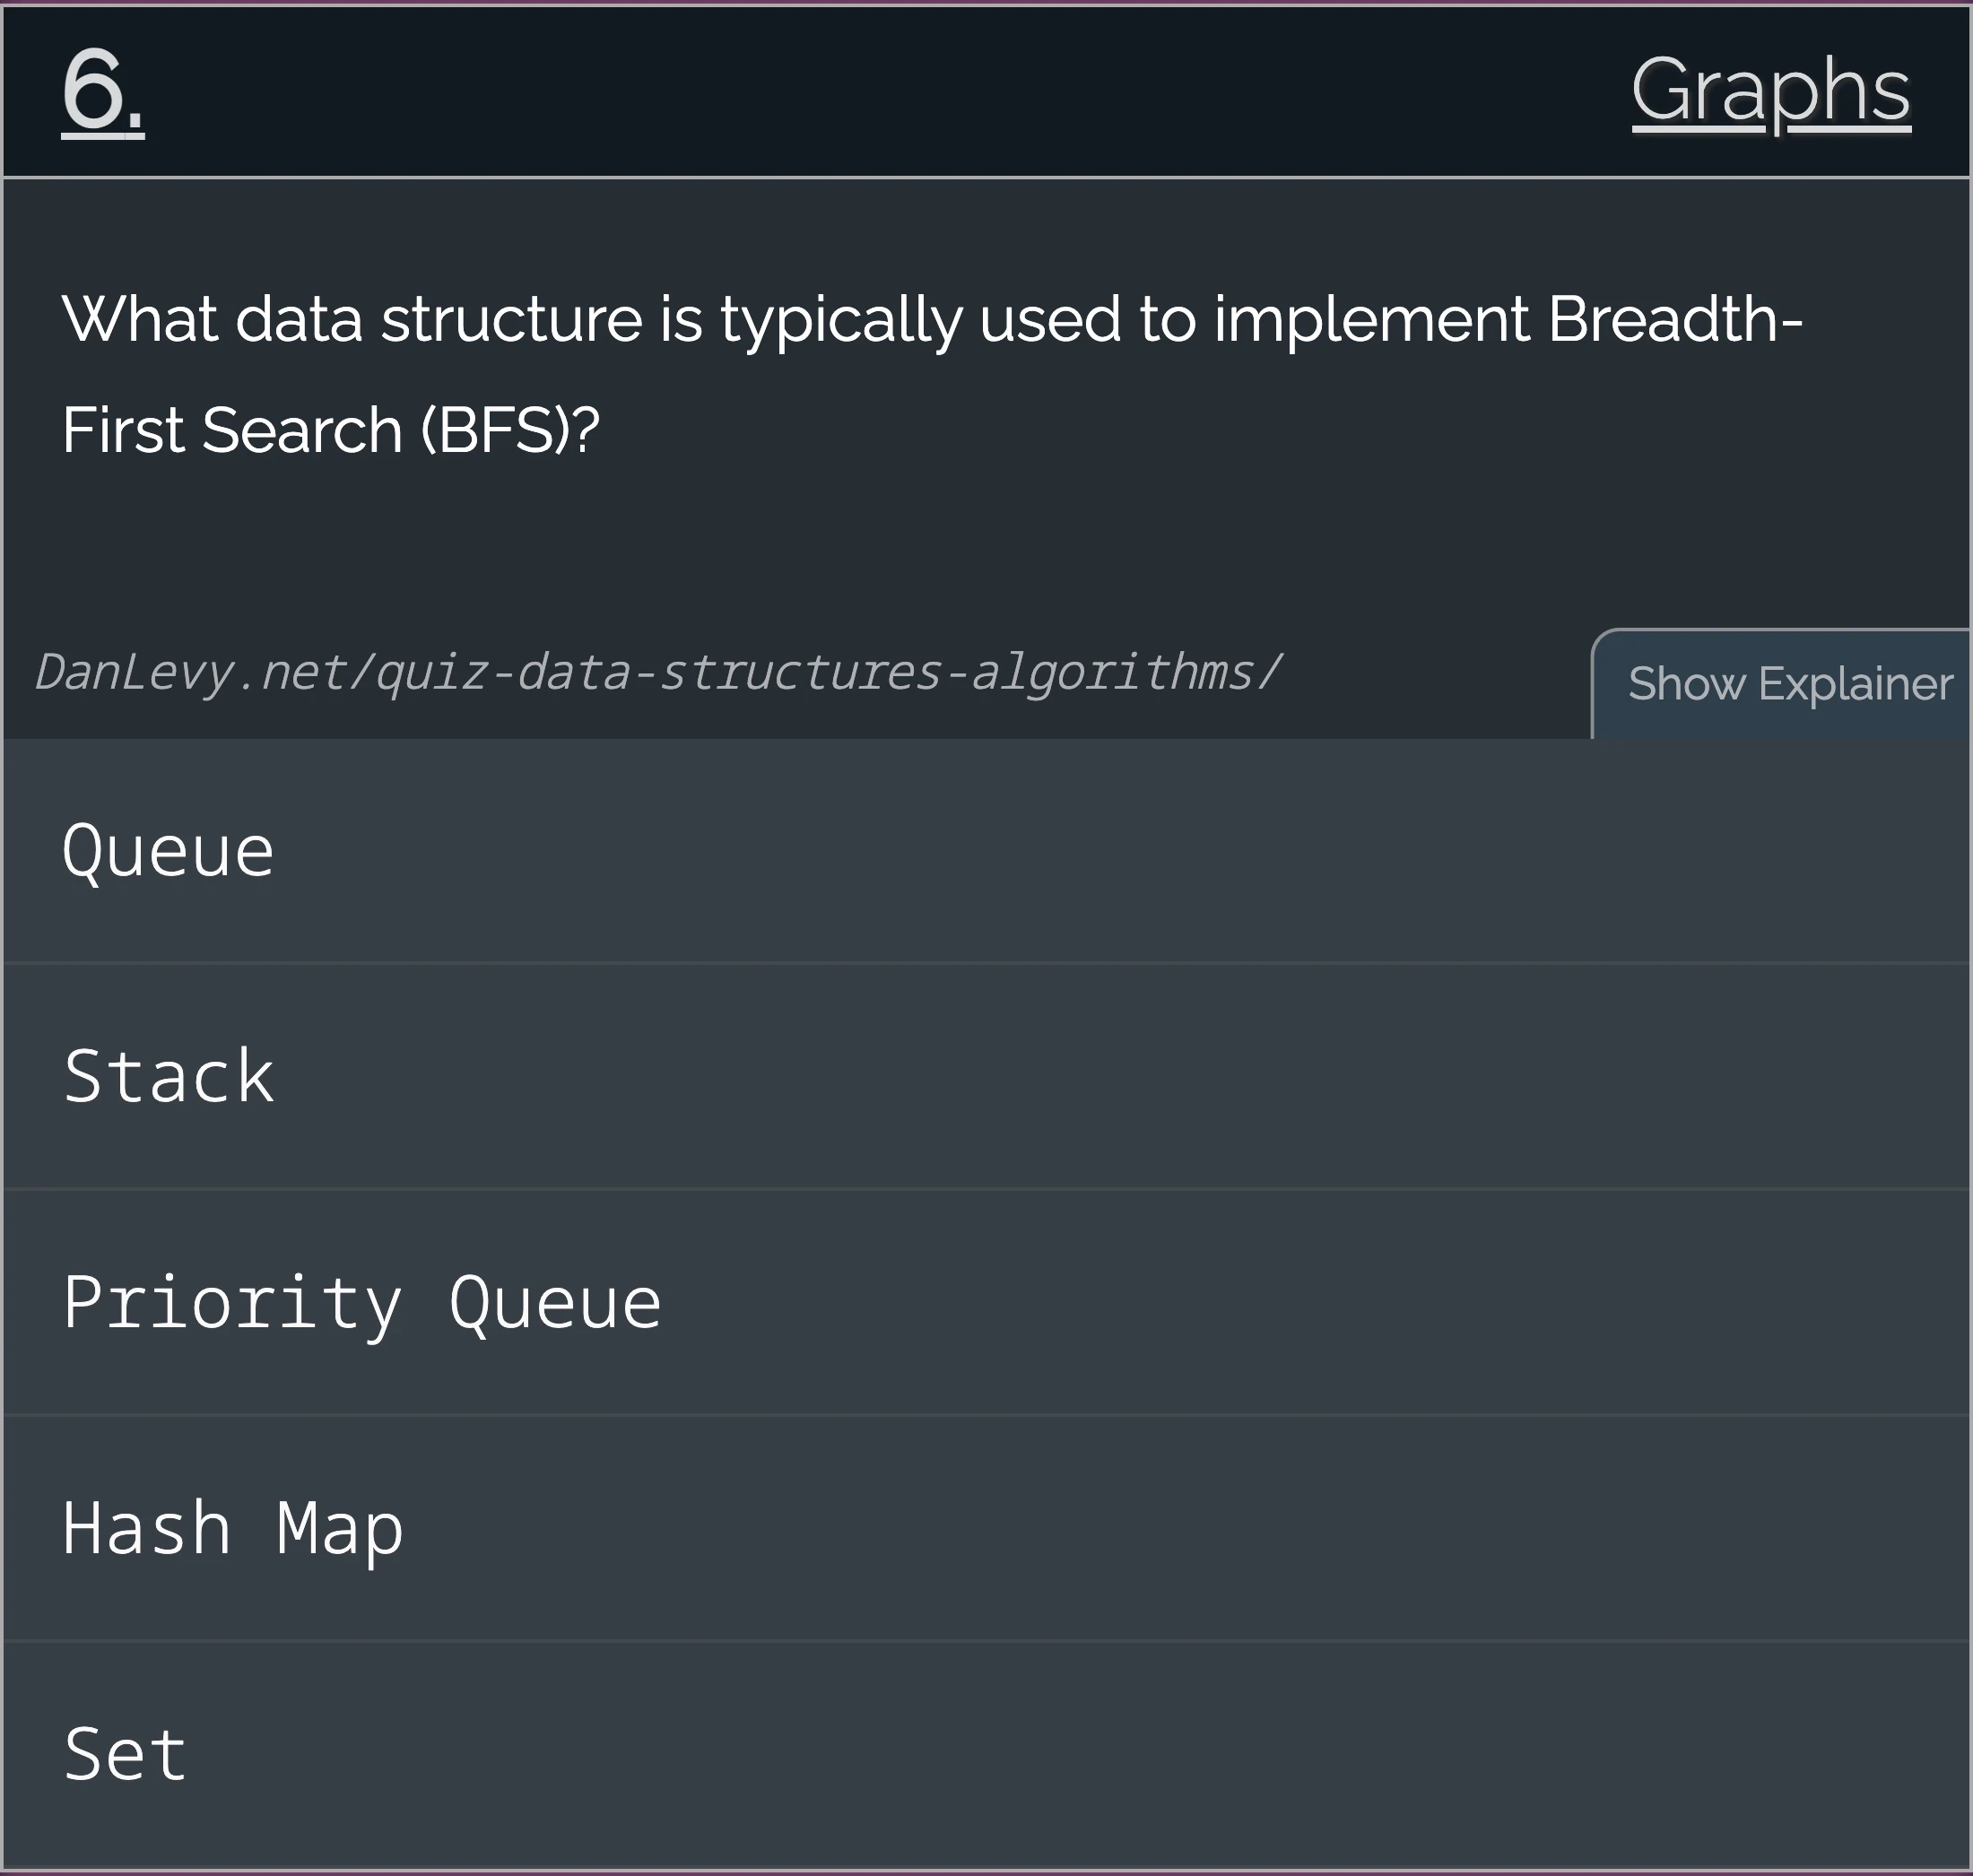 6.
Graphs
What data structure is typically used to implement Breadth-
First Search (BFS)?
DanLevy.net/quiz-data-structures-algorithms/
Show Explainer
Queue
Stack
Priority Queue
Hash Map
Set